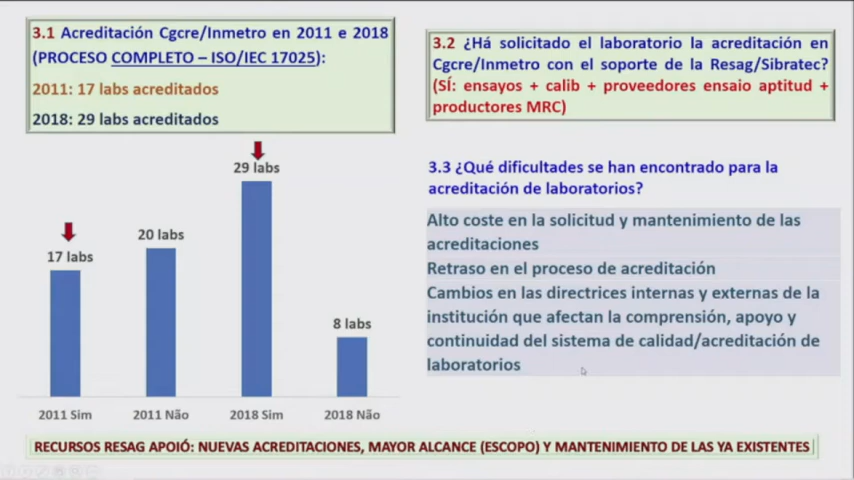 3.1 Acreditación Cgcre/Inmetro en 2011 e 2018
(PROCESO COMPLETO – ISO/IEC 17025):
2011: 17 labs acreditados
2018: 29 labs acreditados
29 labs
20 labs
17 labs
8 labs
2011 Sim
2011 Não
2018 Sim
2018 Não
3.2 ¿Há solicitado el laboratorio la acreditación en
Cgcre/Inmetro con el soporte de la Resag/Sibratec?
(SÍ: ensayos + calib + proveedores ensaio aptitud +
productores MRC)
3.3 ¿Qué dificultades se han encontrado para la
acreditación de laboratorios?
Alto coste en la solicitud y mantenimiento de las
acreditaciones
Retraso en el proceso de acreditación
Cambios en las directrices internas y externas de la
institución que afectan la comprensión, apoyo y
continuidad del sistema de calidad/acreditación de
laboratorios
RECURSOS RESAG APOIÓ: NUEVAS ACREDITACIONES, MAYOR ALCANCE (ESCOPO) Y MANTENIMIENTO DE LAS YA EXISTENTES